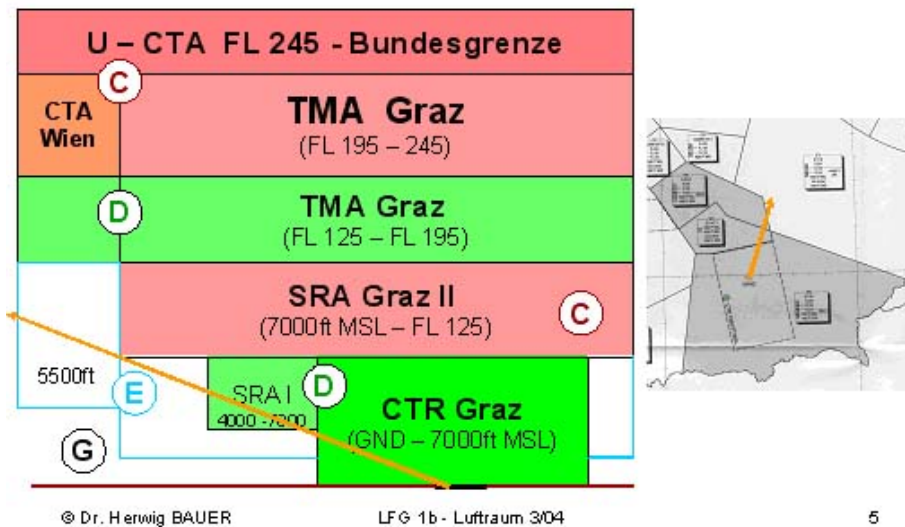 U – CTA FL 245 - Bundesgrenze
C
CTA
Wien
TMA Graz
(FL 195 – 245)
D
TMA Graz
(FL 125 – FL 195)
SRA Graz II
(7000ft MSL – FL 125)
C
5500ft
E
SRA I
4000 -7000
D
CTR Graz
(GND – 7000ft MSL)
G
© Dr. Herwig BAUER
LFG 1b - Luftraum 3/04
5